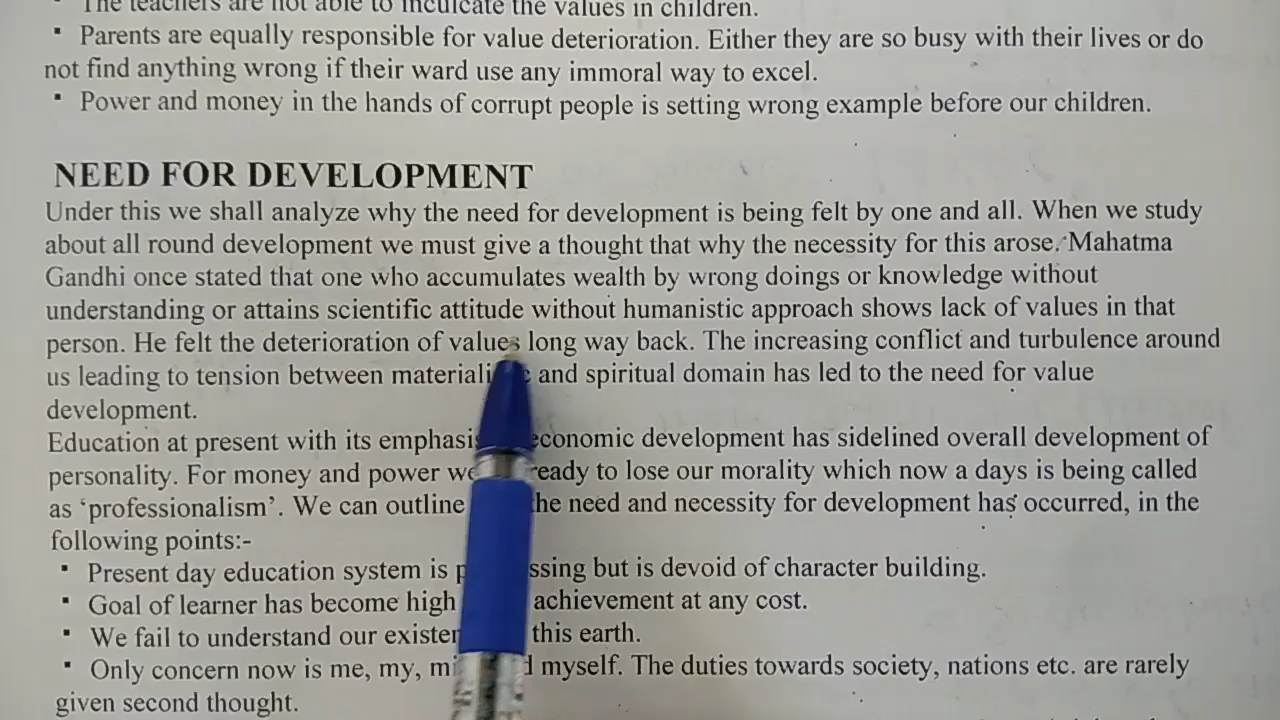 The teachers are not able to inculcate the values in children.
▪ Parents are equally responsible for value deterioration. Either they are so busy with their lives or do
not find anything wrong if their ward use any immoral way to excel.
▪ Power and money in the hands of corrupt people is setting wrong example before our children.
NEED FOR DEVELOPMENT
Under this we shall analyze why the need for development is being felt by one and all. When we study
about all round development we must give a thought that why the necessity for this arose. Mahatma
Gandhi once stated that one who accumulates wealth by wrong doings or knowledge without
understanding or attains scientific attitude without humanistic approach shows lack of values in that
person. He felt the deterioration of values long way back. The increasing conflict and turbulence around
us leading to tension between and spiritual domain has led to the need for value
development.
Education at present with its economic development has sidelined overall development of
personality. For money and power we ready to lose our morality which now a days is being called
as ‘professionalism’. We can outline the need and necessity for development has occurred, in the
following points:-
▪ Present day education system is but is devoid of character building.
▪ Goal of learner has become high achievement at any cost.
▪ We fail to understand our this earth.
▪ Only concern now is me, my, myself. The duties towards society, nations etc. are rarely
given second thought.